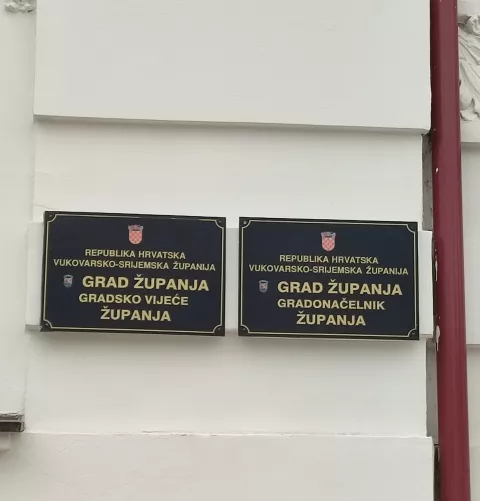 REPUBLIKA HRVATSKA
VUKOVARSKO-SRIJEMSKA ŽUPANIJA
GRAD ŽUPANJA
GRADSKO VIJEĆE
ŽUPANJA
REPUBLIKA HRVATSKA
VUKOVARSKO-SRIJEMSKA ŽUPANIJA
GRAD ŽUPANJA
GRADONAČELNIK
ŽUPANJA